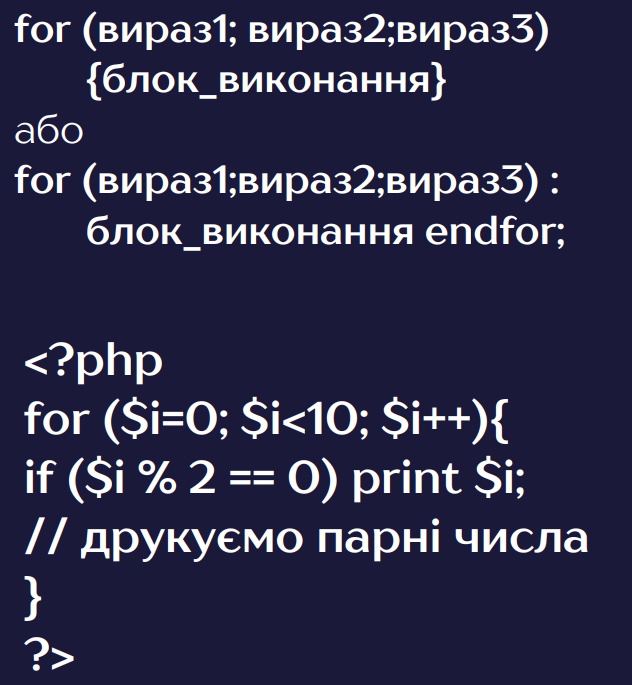 for (вираз1; вираз2;вираз3)
{блок_виконання}
або
for (вираз1;вираз2;вираз3) :
блок_виконання endfor;
<?php
for ($i=0; $i<10; $i++){
if ($i % 2 == 0) print $i;
// друкуємо парні числа
}
?>